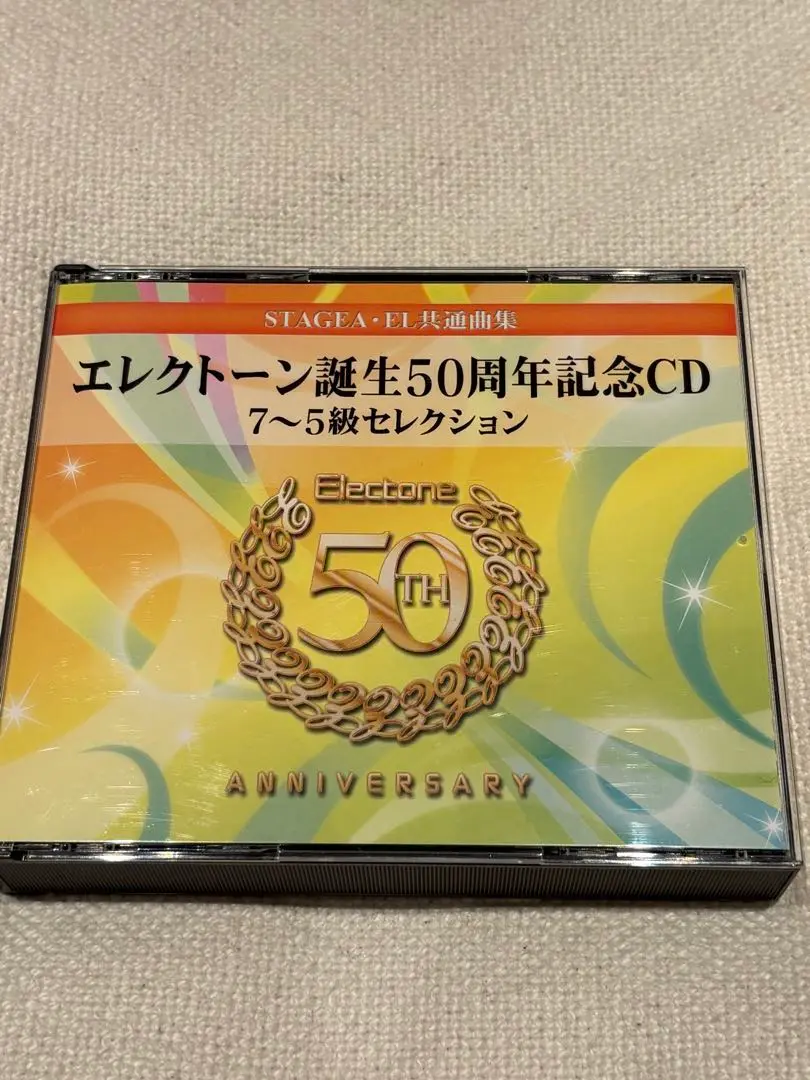 STAGEA・EL共通曲集
エレクトーン誕生50周年記念CD
7～5級セレクション
Electone
50TH
ANNIVERSARY